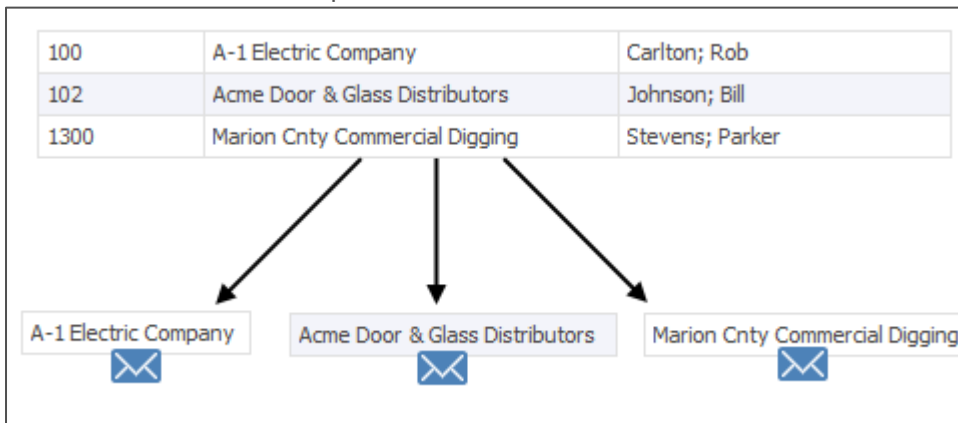 100 A-1 Electric Company Carlton; Rob
102 Acme Door & Glass Distributors Johnson; Bill
1300 Marion Cnty Commercial Digging Stevens; Parker
A-1 Electric Company Acme Door & Glass Distributors Marion Cnty Commercial Digging